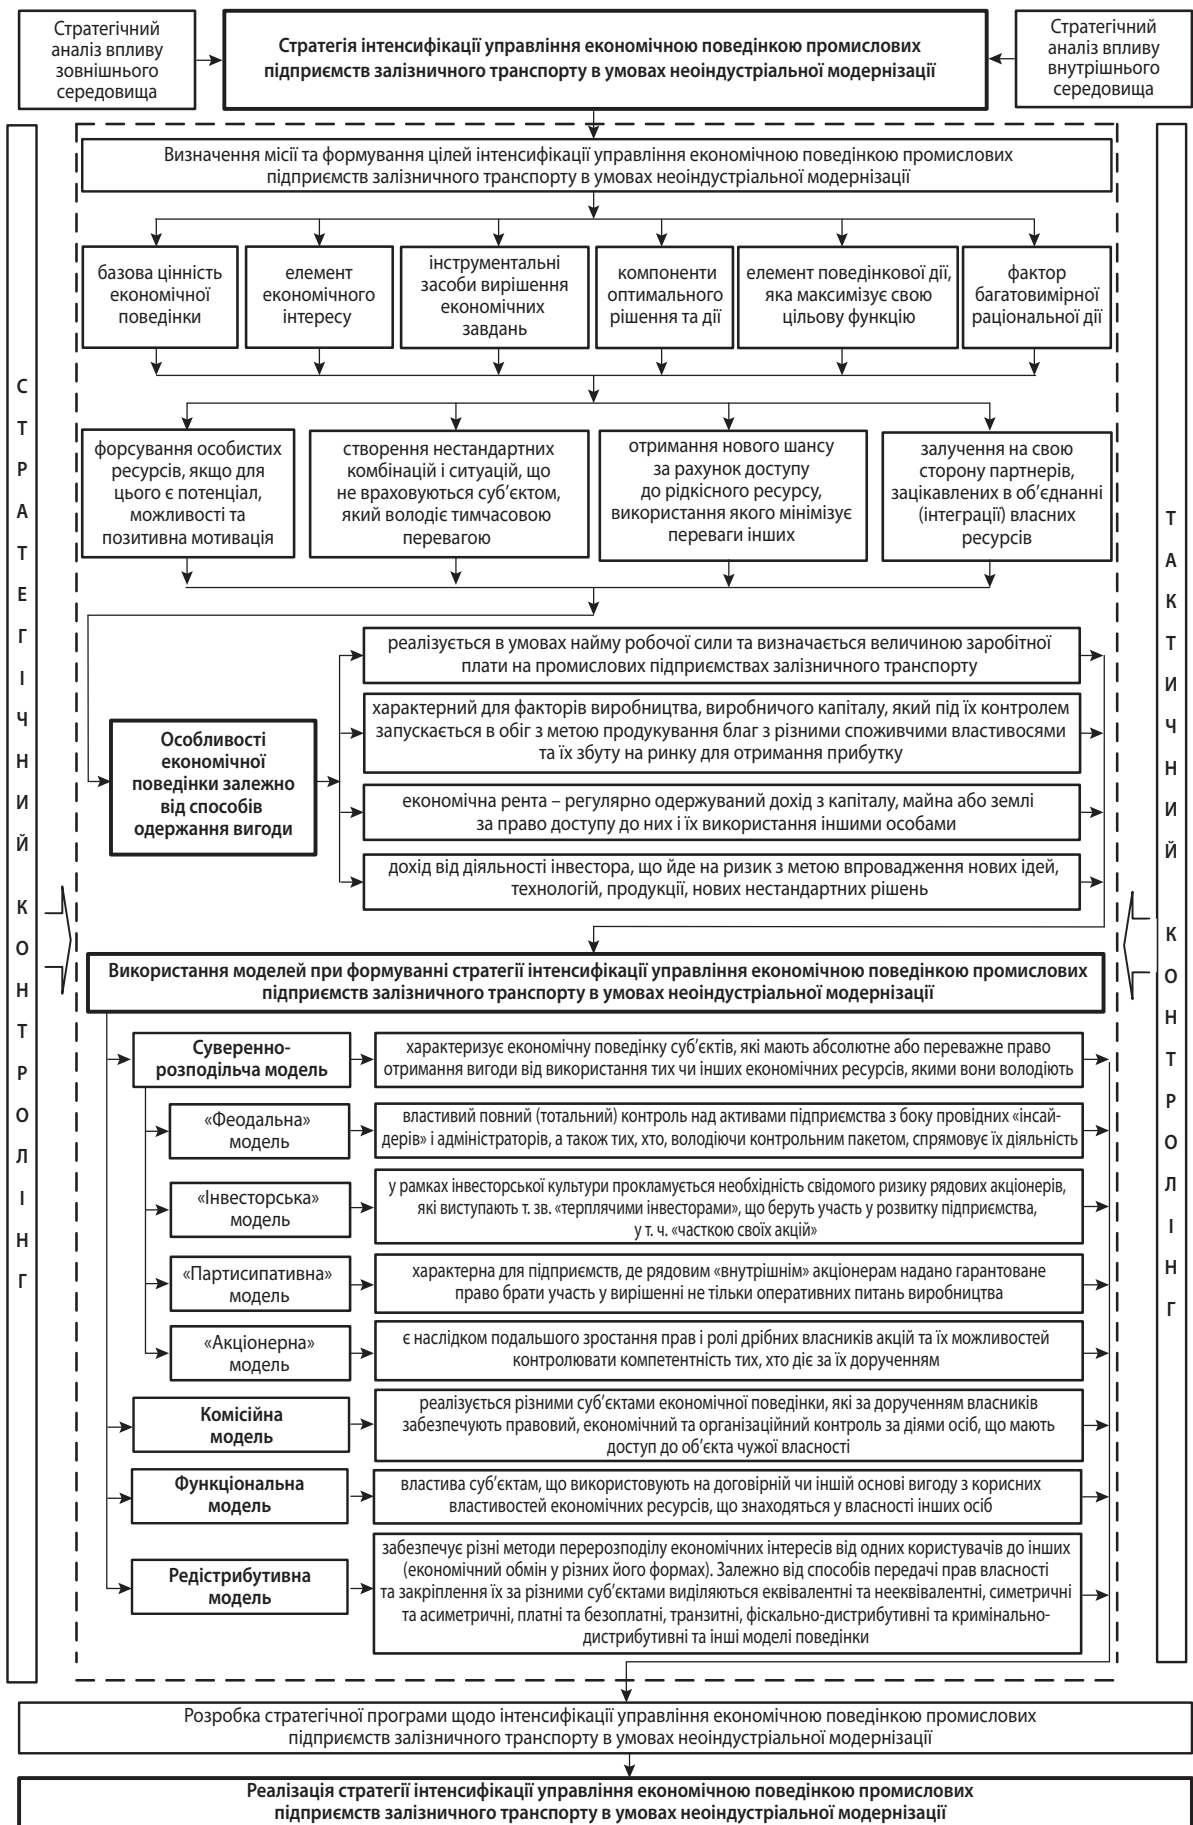 Стратегічний
аналіз впливу
зовнішнього
середовища
Стратегія інтенсифікації управління економічною поведінкою промислових
підприємств залізничного транспорту в умовах неоіндустріальної модернізації
Стратегічний
аналіз впливу
внутрішнього
середовища
СТРАТЕГІЧНИЙ КОНТРОЛІНГ
Визначення місії та формування цілей інтенсифікації управління економічною поведінкою промислових
підприємств залізничного транспорту в умовах неоіндустріальної модернізації
базова цінність
економічної
поведінки
елемент
економічного
інтересу
інструментальні
засоби вирішення
економічних
завдань
компоненти
оптимального
рішення та дії
елемент поведінкової дії,
яка максимізує свою
цільову функцію
фактор
багатовимірної
раціональної дії
форсування особистих
ресурсів, якщо для
цього є потенціал,
можливості та
позитивна мотивація
створення нестандартних
комбінацій і ситуацій, що
не враховуються суб’єктом,
який володіє тимчасовою
перевагою
отримання нового шансу
за рахунок доступу
до рідкісного ресурсу,
використання якого мінімізує
переваги інших
залучення на свою
сторону партнерів,
зацікавлених в об’єднанні
(інтеграції) власних
ресурсів
Особливості
економічної
поведінки залежно
від способів
одержання вигоди
реалізується в умовах найму робочої сили та визначається величиною заробітної
плати на промислових підприємствах залізничного транспорту
характерний для факторів виробництва, виробничого капіталу, який під їх контролем
запускається в обіг з метою продукування благ з різними споживчими властивосями
та їх збуту на ринку для отримання прибутку
економічна рента – регулярно одержуваний дохід з капіталу, майна або землі
за право доступу до них і їх використання іншими особами
дохід від діяльності інвестора, що йде на ризик з метою впровадження нових ідей,
технологій, продукції, нових нестандартних рішень
Використання моделей при формуванні стратегії інтенсифікації управління економічною поведінкою промислових
підприємств залізничного транспорту в умовах неоіндустріальної модернізації
Суверенно-
розподільча модель
характеризує економічну поведінку суб’єктів, які мають абсолютне або переважне право
отримання вигоди від використання тих чи інших економічних ресурсів, якими вони володіють
«Феодальна»
модель
властивий повний (тотальний) контроль над активами підприємства з боку провідних «інсай-
дерів» і адміністраторів, а також тих, хто, володіючи контрольним пакетом, спрямовує їх діяльність
«Інвесторська»
модель
у рамках інвесторської культури прокламується необхідність свідомого ризику рядових акціонерів,
які виступають т. зв. «терплячими інвесторами», що беруть участь у розвитку підприємства,
у т. ч. «часткою своїх акцій»
«Партисипативна»
модель
характерна для підприємств, де рядовим «внутрішнім» акціонерам надано гарантоване
право брати участь у вирішенні не тільки оперативних питань виробництва
«Акціонерна»
модель
є наслідком подальшого зростання прав і ролі дрібних власників акцій та їх можливостей
контролювати компетентність тих, хто діє за їх дорученням
Комісійна
модель
реалізується різними суб’єктами економічної поведінки, які за дорученням власників
забезпечують правовий, економічний та організаційний контроль за діями осіб, що мають
доступ до об’єкта чужої власності
Функціональна
модель
властива суб’єктам, що використовують на договірній чи іншій основі вигоду з корисних
властивостей економічних ресурсів, що знаходяться у власності інших осіб
Редістрибутивна
модель
забезпечує різні методи перерозподілу економічних інтересів від одних користувачів до інших
(економічний обмін у різних його формах). Залежно від способів передачі прав власності
та закріплення їх за різними суб’єктами виділяються еквівалентні та нееквівалентні, симетричні
та асиметричні, платні та безоплатні, транзитні, фіскально-дистрибутивні та кримінально-
дистрибутивні та інші моделі поведінки
ТАКТИЧНИЙ КОНТРОЛІНГ
Розробка стратегічної програми щодо інтенсифікації управління економічною поведінкою промислових
підприємств залізничного транспорту в умовах неоіндустріальної модернізації
Реалізація стратегії інтенсифікації управління економічною поведінкою промислових
підприємств залізничного транспорту в умовах неоіндустріальної модернізації